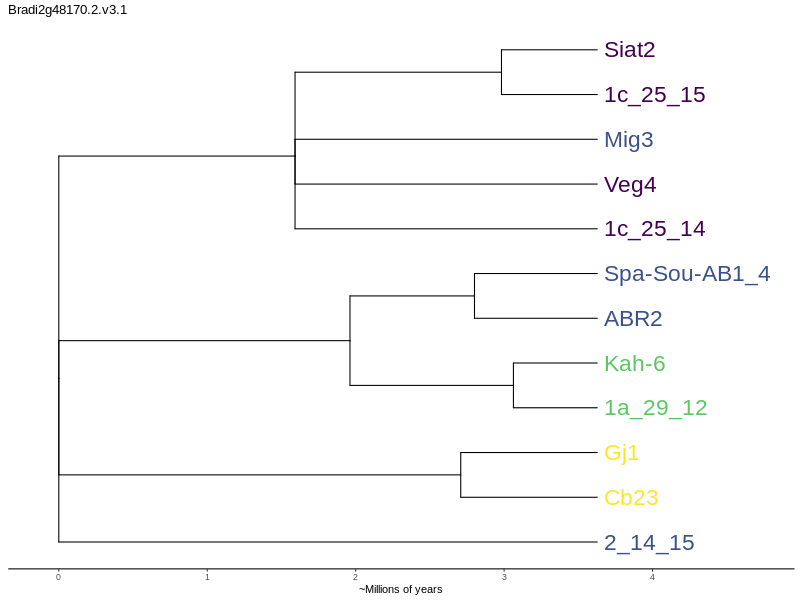 Bradi2g48170.2.v3.1
Siat2
1c_25_15
Mig3
Veg4
1c_25_14
Spa-Sou-AB1_4
ABR2
Kah-6
1a_29_12
Gj1
Cb23
2_14_15
0 1 2 3 4
~Millions of years